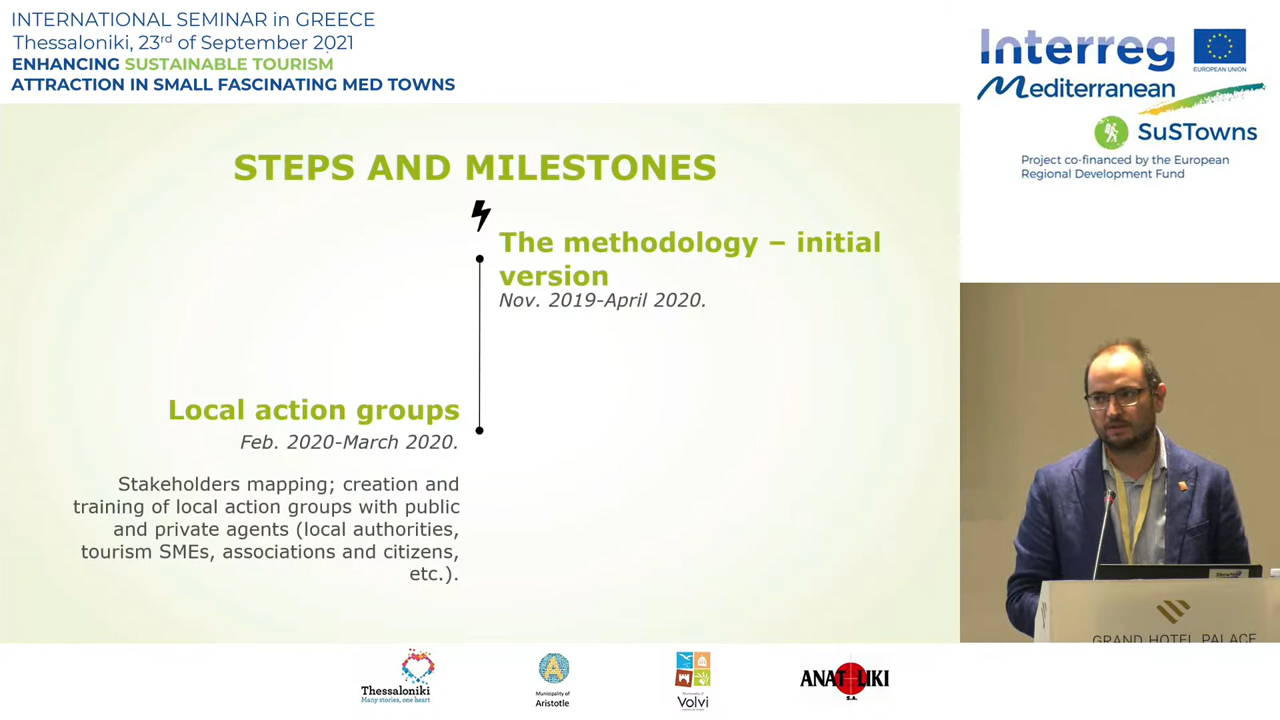 INTERNATIONAL SEMINAR in GREECE
Thessaloniki, 23rd of September 2021
ENHANCING SUSTAINABLE TOURISM
ATTRACTION IN SMALL FASCINATING MED TOWNS
Interreg
EUROPEAN UNION
Mediterranean
SuSTowns
Project co-financed by the European
Regional Development Fund
STEPS AND MILESTONES
The methodology – initial
version
Nov. 2019-April 2020.
Local action groups
Feb. 2020-March 2020.
Stakeholders mapping; creation and
training of local action groups with public
and private agents (local authorities,
tourism SMEs, associations and citizens,
etc.).
GRAND HOTEL PALACE
Thessaloniki
Many stories, one heart
Municipality of
Aristotle
Volvi
ANATOLIKI
S.A.